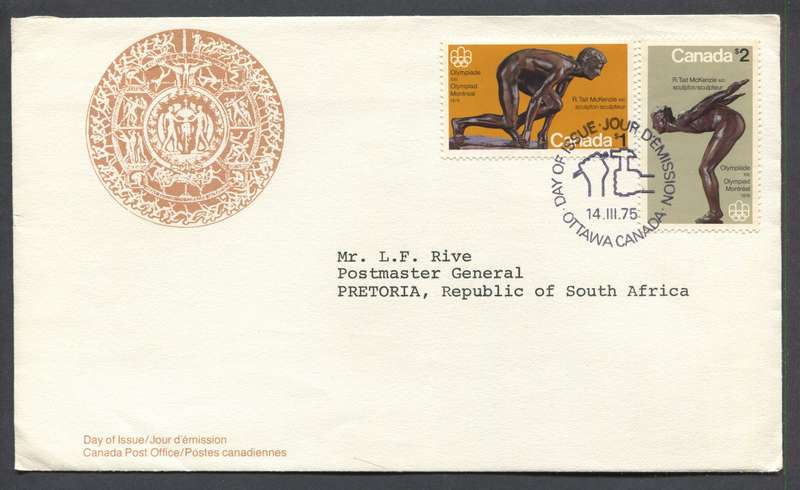 Olympiade
XXI
Olympiad
Montréal
1976
R. Tait McKenzie MD
sculptor/sculpteur
Canada $1
Canada $2
R. Tait McKenzie MD
sculptor/sculpteur
Olympiade
XXI
Olympiad
Montréal
1976
DAY OF ISSUE · JOUR D'ÉMISSION
14.III.75
OTTAWA CANADA
Mr. L.F. Rive
Postmaster General
PRETORIA, Republic of South Africa
Day of Issue/Jour d'émission
Canada Post Office/Postes canadiennes